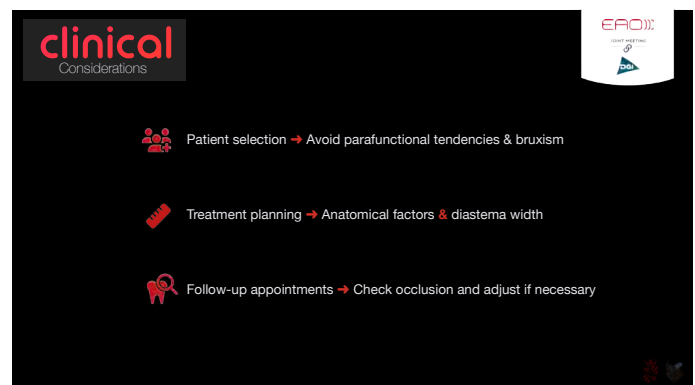 clinical
Considerations
EAO
JOINT MEETING
DGI
Patient selection ➜ Avoid parafunctional tendencies & bruxism
Treatment planning ➜ Anatomical factors & diastema width
Follow-up appointments ➜ Check occlusion and adjust if necessary